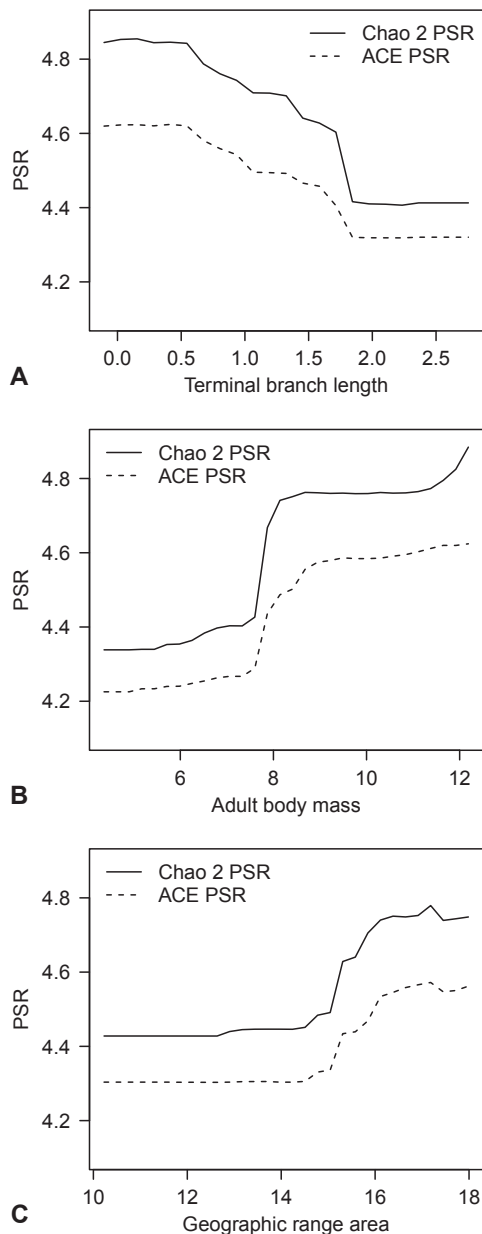 4.8
4.6
4.4
4.2
PSR
Chao 2 PSR
ACE PSR
0.0 0.5 1.0 1.5 2.0 2.5
A
Terminal branch length
4.8
4.6
4.4
4.2
PSR
Chao 2 PSR
ACE PSR
6 8 10 12
B
Adult body mass
4.8
4.6
4.4
4.2
PSR
Chao 2 PSR
ACE PSR
10 12 14 16 18
C
Geographic range area